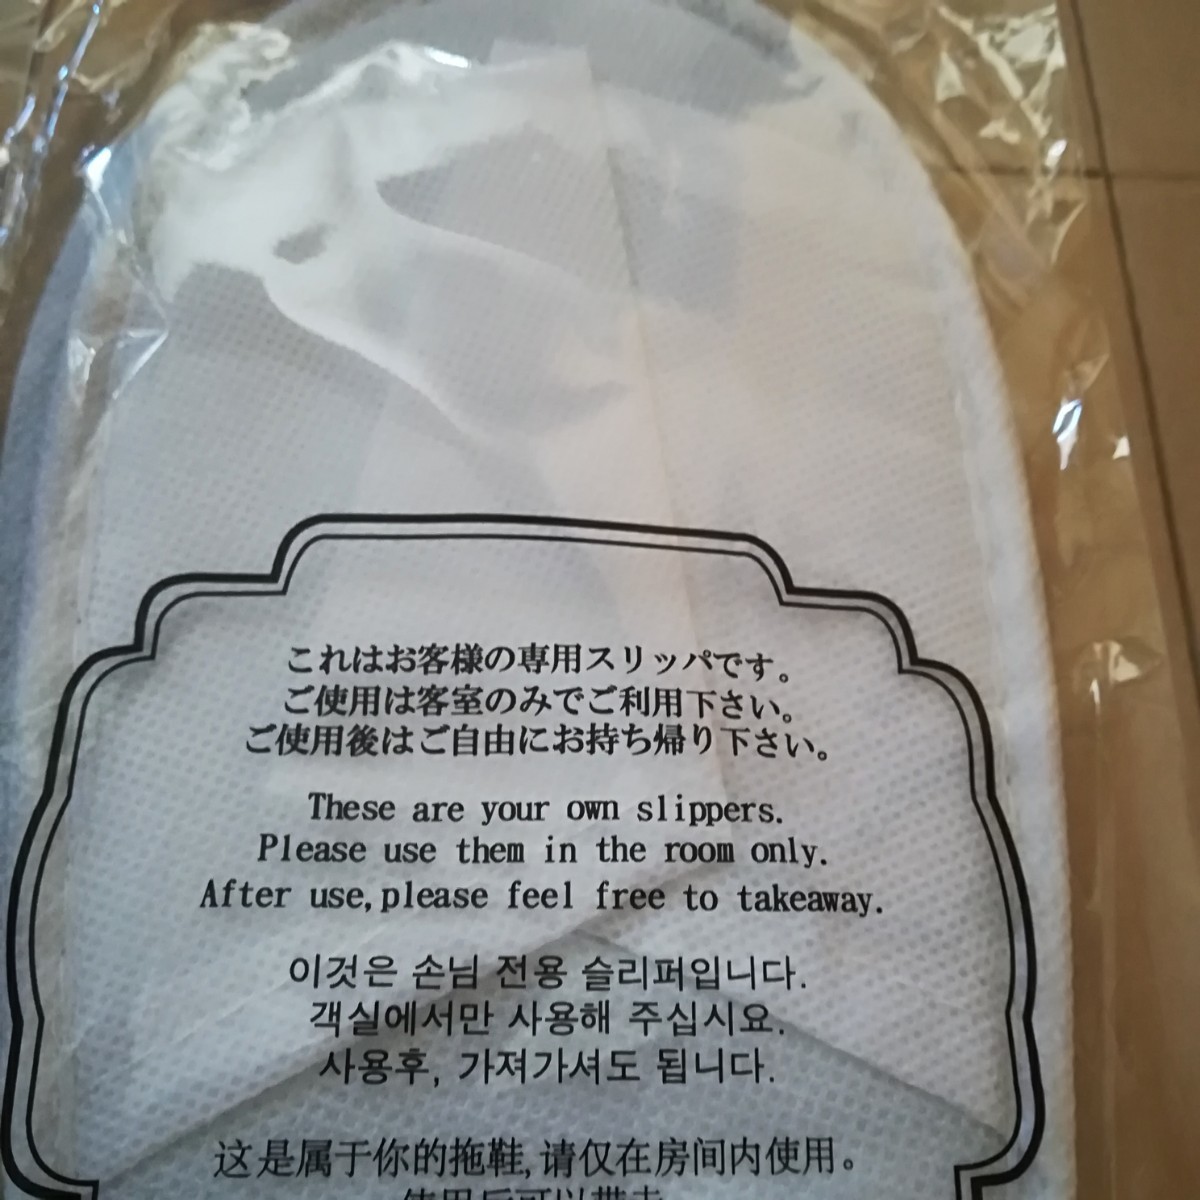 これはお客様の専用スリッパです。
ご使用は客室のみでご利用下さい。
ご使用後はご自由にお持ち帰り下さい。
These are your own slippers.
Please use them in the room only.
After use,please feel free to takeaway.
이것은 손님 전용 슬리퍼입니다.
객실에서만 사용해 주십시요.
사용후, 가져가셔도 됩니다.
这是属于你的拖鞋,请仅在房间内使用。